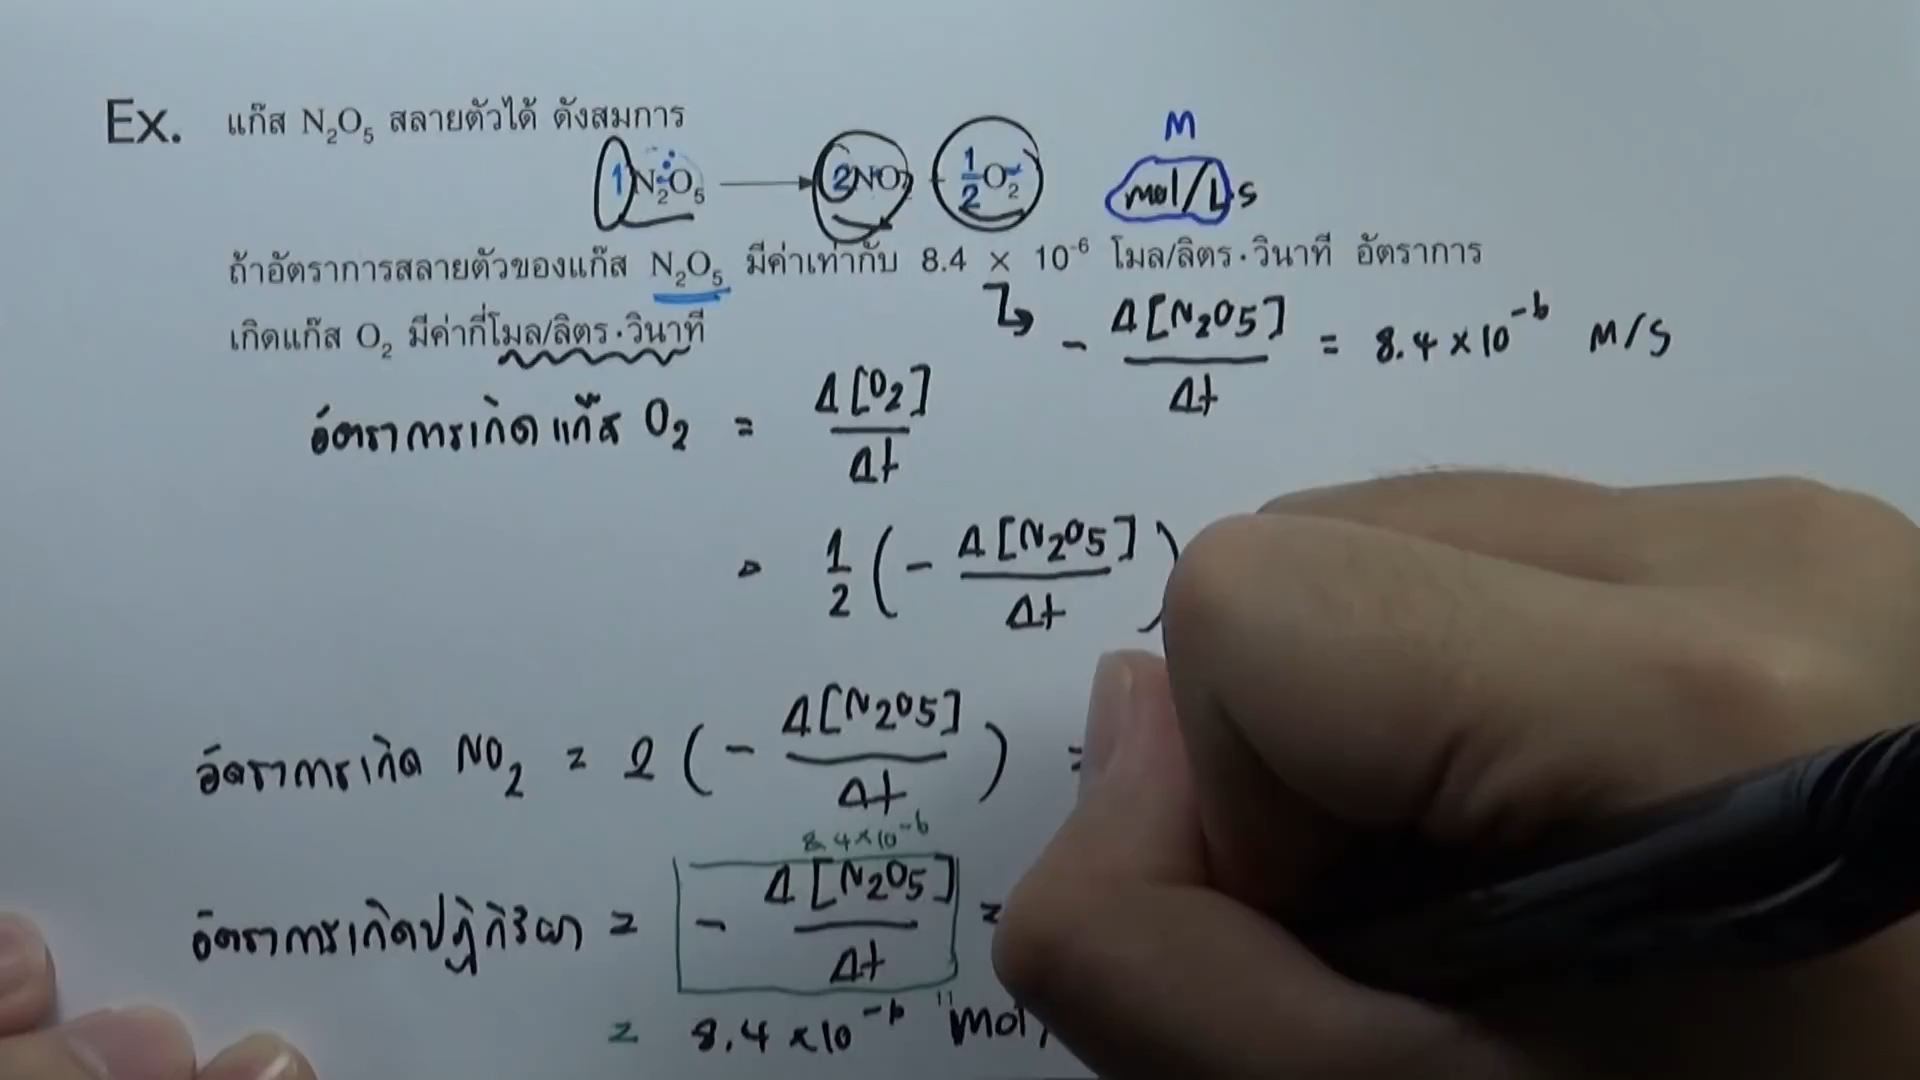 Ex. แก๊ส N₂O₅ สลายตัวได้ ดังสมการ
1N₂O₅ → 2NO₂ + ½O₂
M
mol/L·s
ถ้าอัตราการสลายตัวของแก๊ส N₂O₅ มีค่าเท่ากับ 8.4 × 10⁻⁶ โมล/ลิตร·วินาที อัตราการ
เกิดแก๊ส O₂ มีค่ากี่โมล/ลิตร·วินาที
- Δ[N₂O₅]/Δt = 8.4 × 10⁻⁶ M/s
อัตราการเกิดแก๊ส O₂ = Δ[O₂]/Δt
= 1/2 (- Δ[N₂O₅]/Δt)
อัตราการเกิด NO₂ = 2 (- Δ[N₂O₅]/Δt) =
8.4 × 10⁻⁶
อัตราการเกิดปฏิกิริยา = - Δ[N₂O₅]/Δt =
= 8.4 × 10⁻⁶ mol/